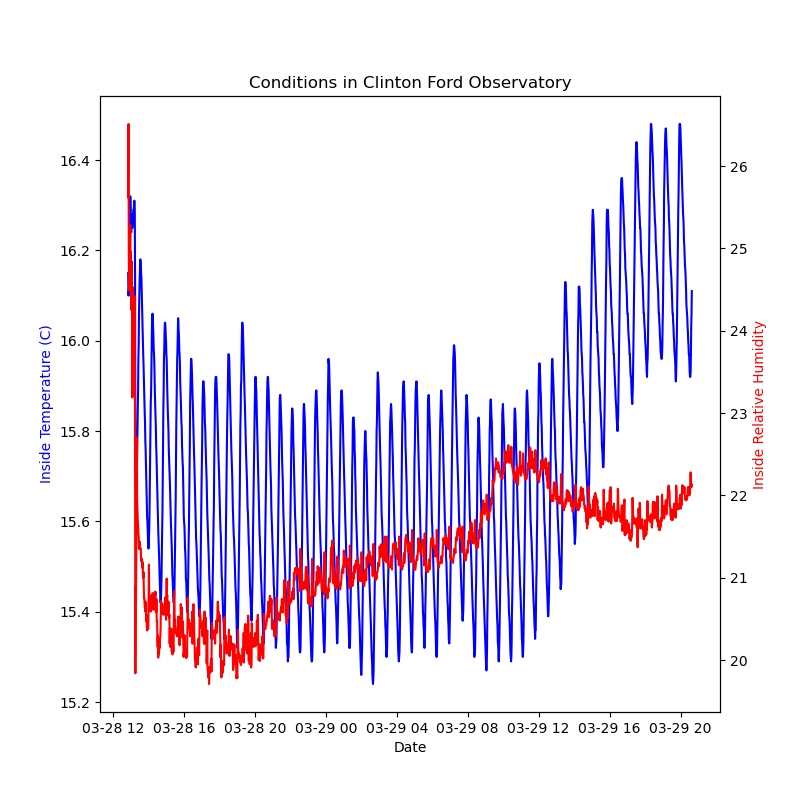 Conditions in Clinton Ford Observatory
16.4
16.2
16.0
15.8
15.6
15.4
15.2
Inside Temperature (C)
26
25
24
23
22
21
20
Inside Relative Humidity
03-28 12 03-28 16 03-28 20 03-29 00 03-29 04 03-29 08 03-29 12 03-29 16 03-29 20
Date